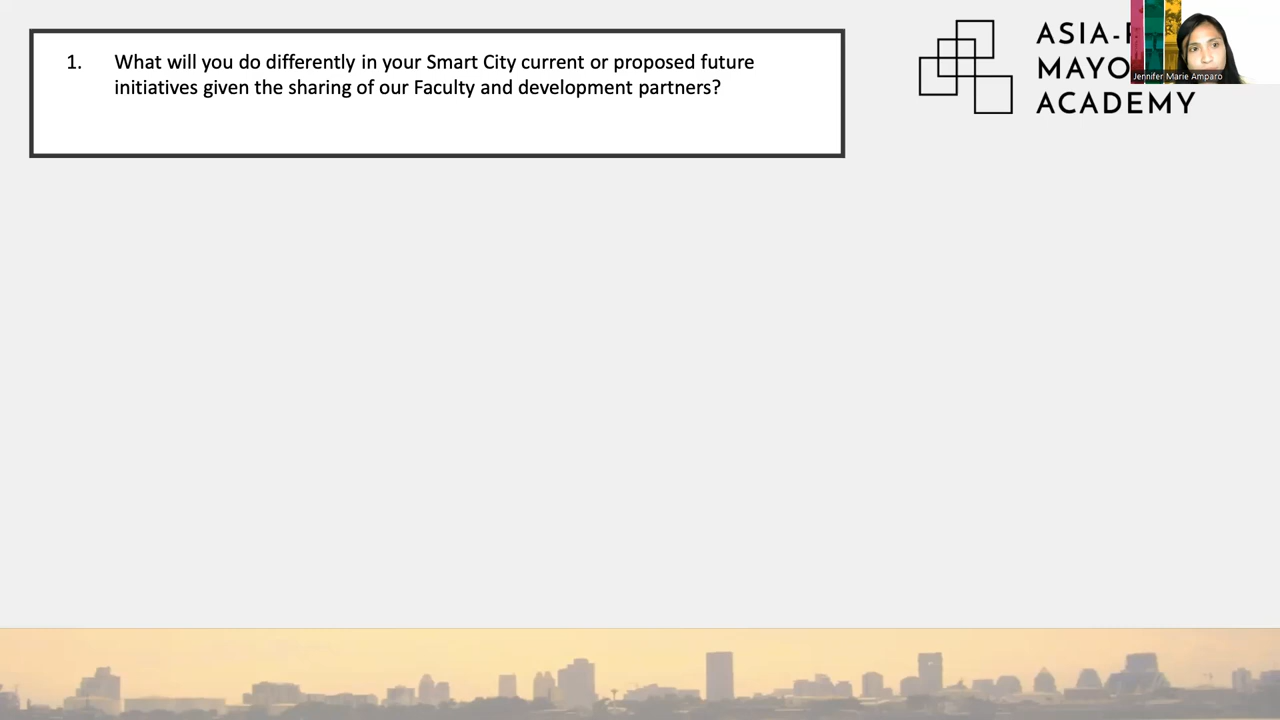 1. What will you do differently in your Smart City current or proposed future
initiatives given the sharing of our Faculty and development partners?
ASIA-
MAYO
ACADEMY
Jennifer Marie Amparo